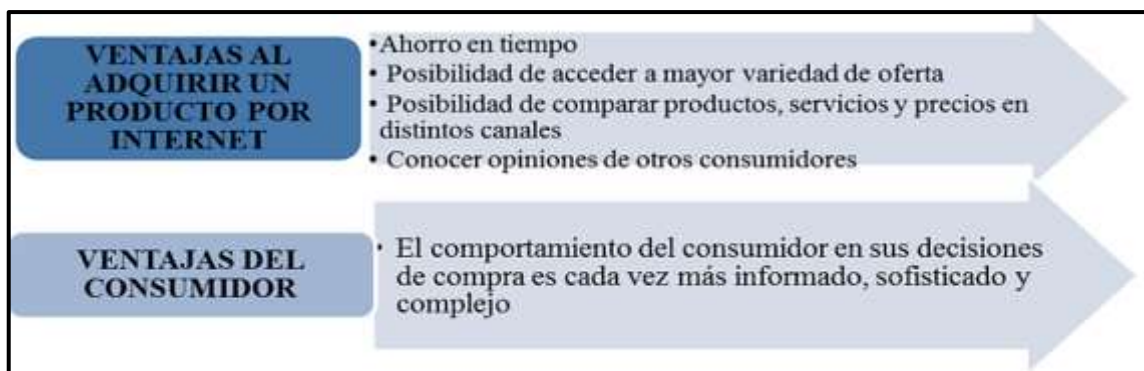 VENTAJAS AL
ADQUIRIR UN
PRODUCTO POR
INTERNET
•Ahorro en tiempo
• Posibilidad de acceder a mayor variedad de oferta
• Posibilidad de comparar productos, servicios y precios en
distintos canales
• Conocer opiniones de otros consumidores
VENTAJAS DEL
CONSUMIDOR
• El comportamiento del consumidor en sus decisiones
de compra es cada vez más informado, sofisticado y
complejo